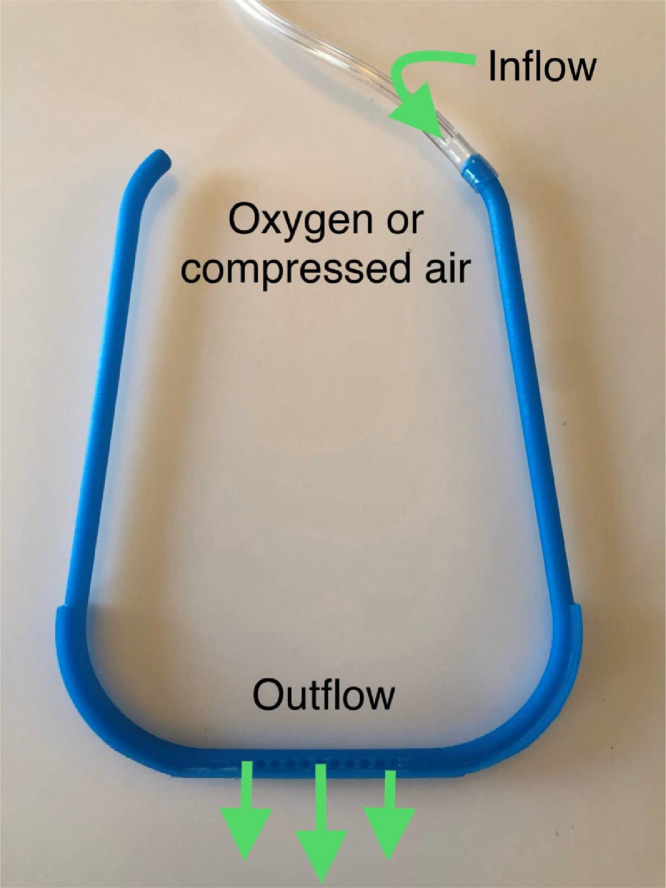 Inflow
Oxygen or
compressed air
Outflow